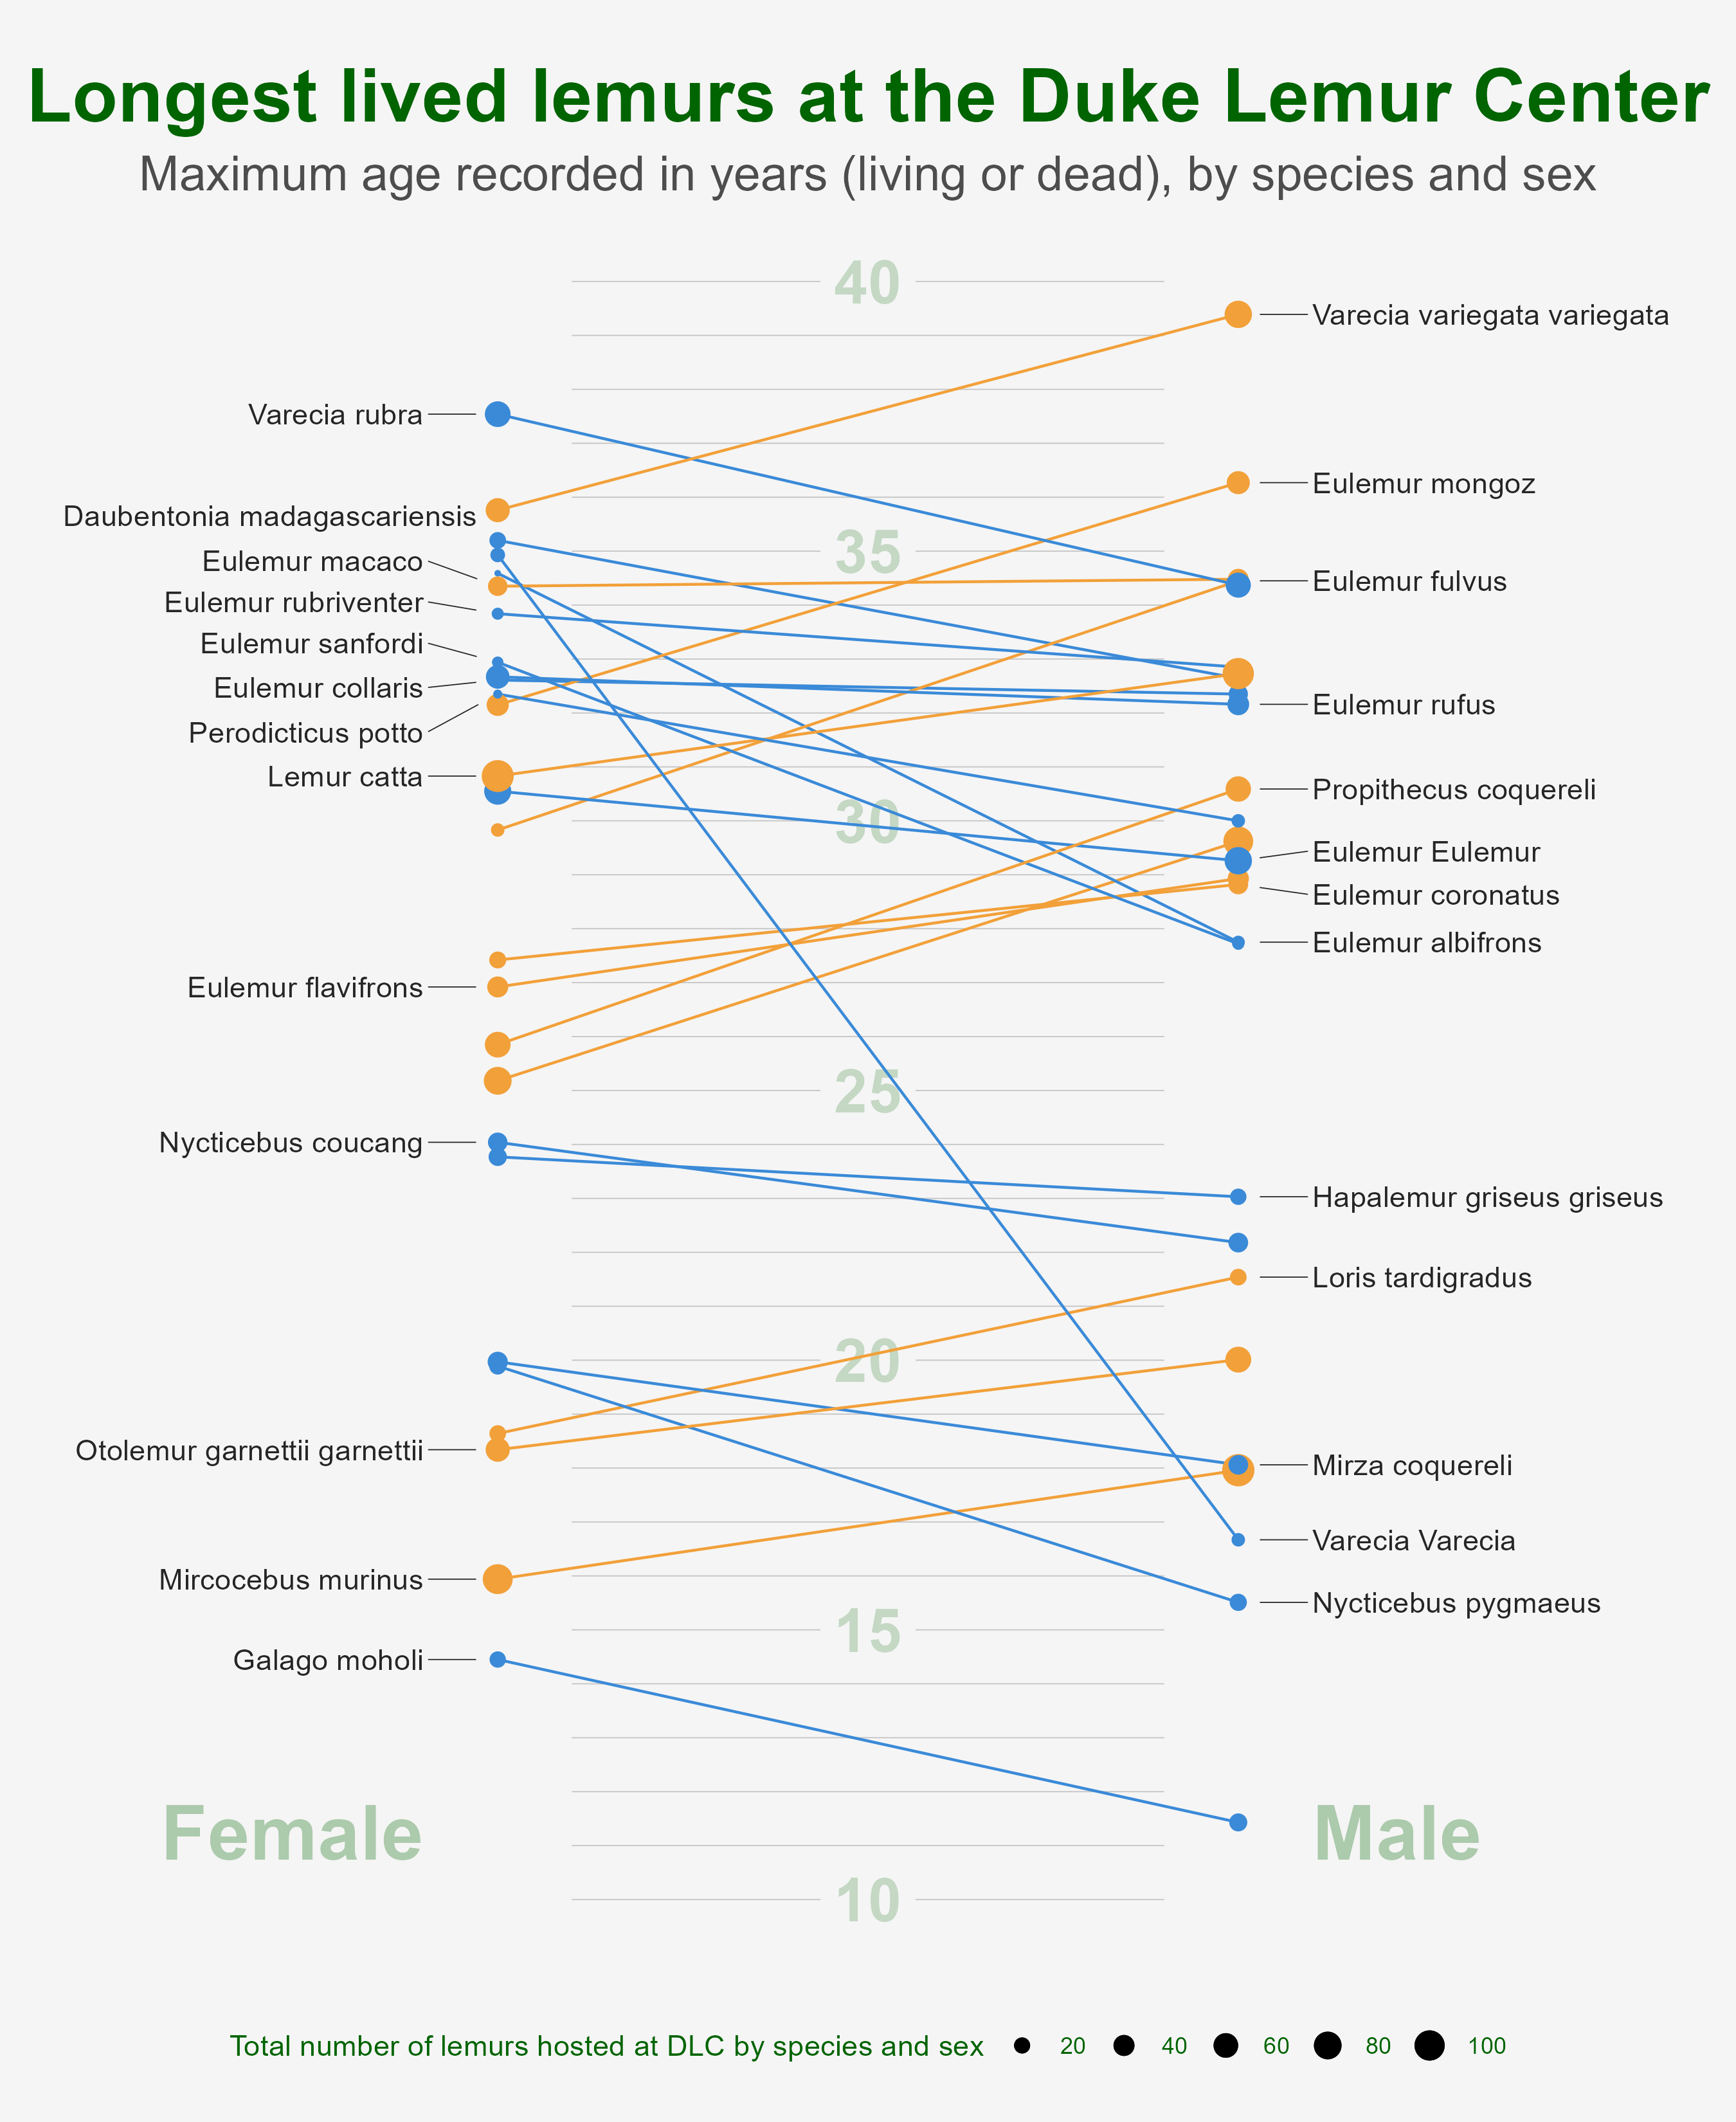 Longest lived lemurs at the Duke Lemur Center
Maximum age recorded in years (living or dead), by species and sex
40
Varecia variegata variegata
Varecia rubra
Eulemur mongoz
Daubentonia madagascariensis
35
Eulemur macaco
Eulemur fulvus
Eulemur rubriventer
Eulemur sanfordi
Eulemur collaris
Eulemur rufus
Perodicticus potto
Lemur catta
Propithecus coquereli
30
Eulemur Eulemur
Eulemur coronatus
Eulemur albifrons
Eulemur flavifrons
25
Nycticebus coucang
Hapalemur griseus griseus
Loris tardigradus
20
Otolemur garnettii garnettii
Mirza coquereli
Varecia Varecia
Mircocebus murinus
Nycticebus pygmaeus
15
Galago moholi
Female
Male
10
Total number of lemurs hosted at DLC by species and sex 20 40 60 80 100